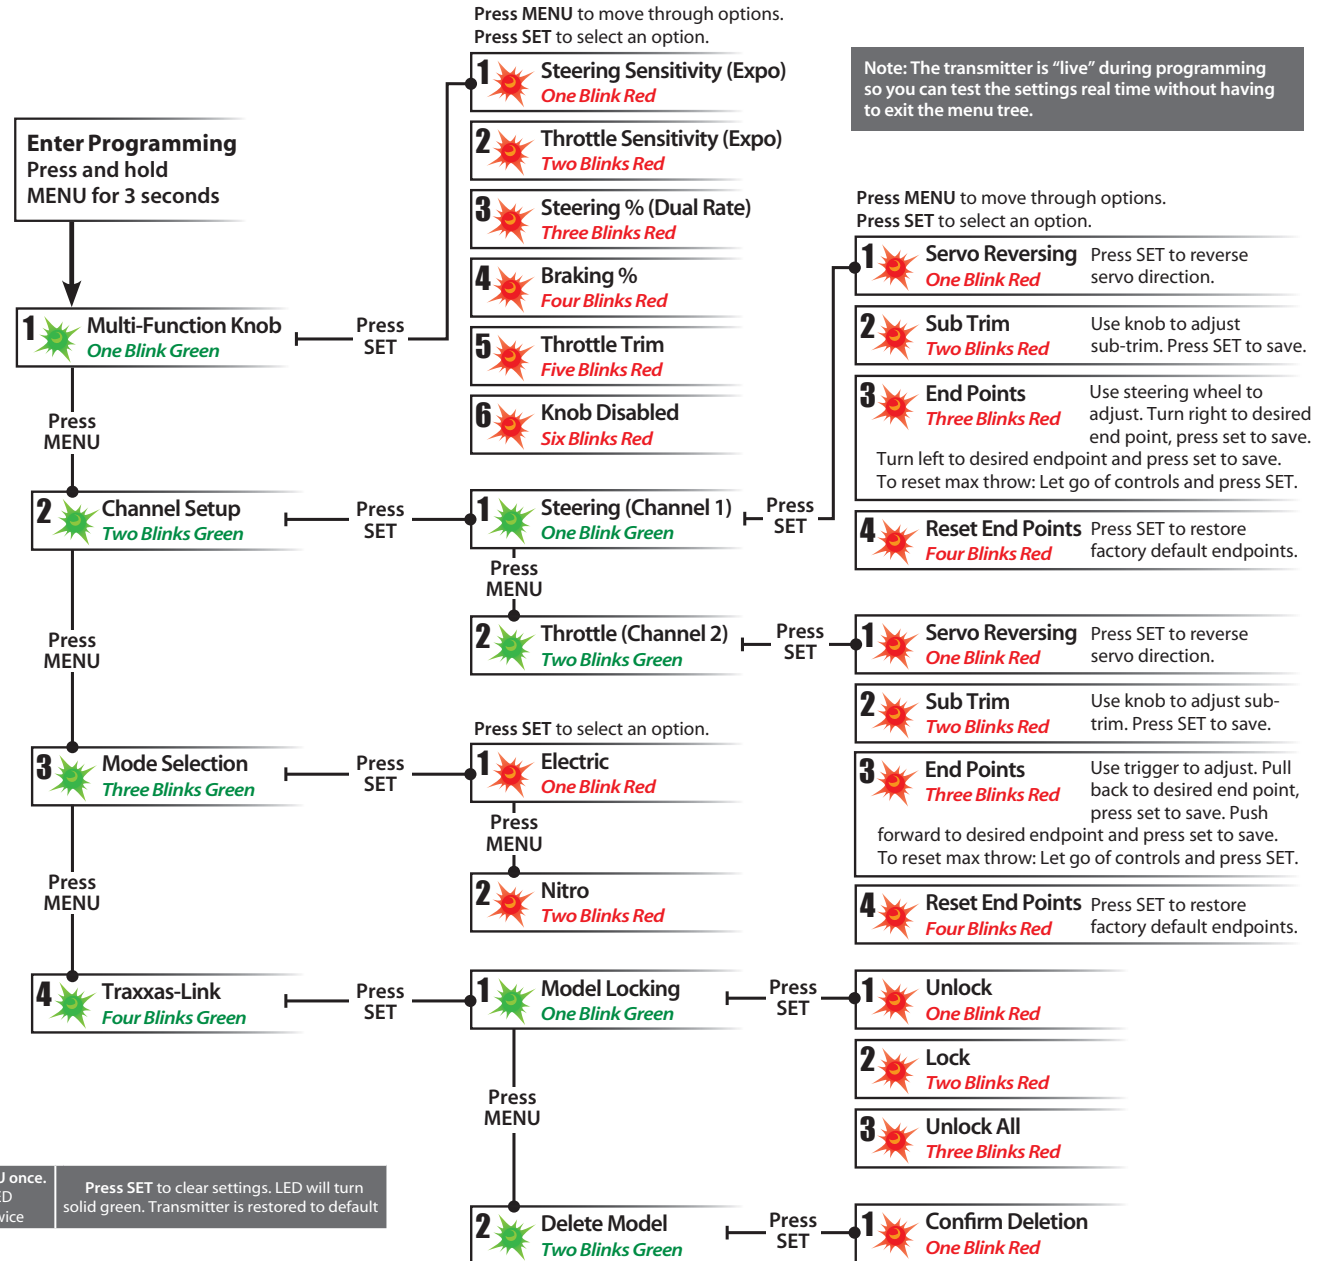 Press MENU to move through options.
Press SET to select an option.
1 Steering Sensitivity (Expo)
One Blink Red
2 Throttle Sensitivity (Expo)
Two Blinks Red
3 Steering % (Dual Rate)
Three Blinks Red
4 Braking %
Four Blinks Red
5 Throttle Trim
Five Blinks Red
6 Knob Disabled
Six Blinks Red
Note: The transmitter is “live” during programming
so you can test the settings real time without having
to exit the menu tree.
Enter Programming
Press and hold
MENU for 3 seconds
1 Multi-Function Knob
One Blink Green
Press
SET
Press
MENU
2 Channel Setup
Two Blinks Green
Press
SET
1 Steering (Channel 1)
One Blink Green
Press
SET
Press MENU to move through options.
Press SET to select an option.
1 Servo Reversing
One Blink Red
Press SET to reverse
servo direction.
2 Sub Trim
Two Blinks Red
Use knob to adjust
sub-trim. Press SET to save.
3 End Points
Three Blinks Red
Use steering wheel to
adjust. Turn right to desired
end point, press set to save.
Turn left to desired endpoint and press set to save.
To reset max throw: Let go of controls and press SET.
4 Reset End Points
Four Blinks Red
Press SET to restore
factory default endpoints.
Press
MENU
2 Throttle (Channel 2)
Two Blinks Green
Press
SET
1 Servo Reversing
One Blink Red
Press SET to reverse
servo direction.
2 Sub Trim
Two Blinks Red
Use knob to adjust sub-
trim. Press SET to save.
3 End Points
Three Blinks Red
Use trigger to adjust. Pull
back to desired end point,
press set to save. Push
forward to desired endpoint and press set to save.
To reset max throw: Let go of controls and press SET.
4 Reset End Points
Four Blinks Red
Press SET to restore
factory default endpoints.
Press
MENU
3 Mode Selection
Three Blinks Green
Press
SET
Press SET to select an option.
1 Electric
One Blink Red
Press
MENU
2 Nitro
Two Blinks Red
Press
MENU
4 Traxxas-Link
Four Blinks Green
Press
SET
1 Model Locking
One Blink Green
Press
SET
1 Unlock
One Blink Red
2 Lock
Two Blinks Red
3 Unlock All
Three Blinks Red
Press
MENU
2 Delete Model
Two Blinks Green
Press
SET
1 Confirm Deletion
One Blink Red
once.
Press SET to clear settings. LED will turn
solid green. Transmitter is restored to default